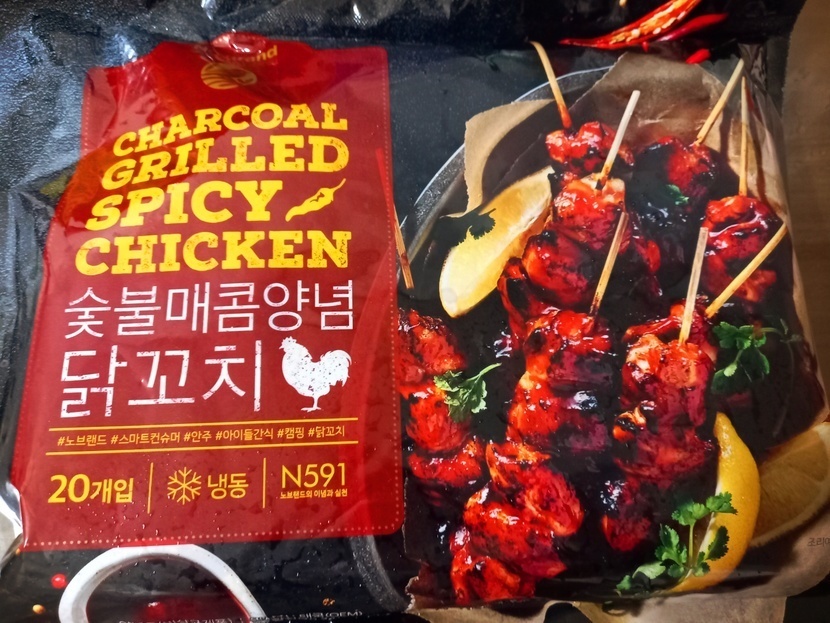 CHARCOAL
GRILLED
SPICY
CHICKEN
숯불매콤양념
닭꼬치
#노브랜드 #스마트컨슈머 #안주 #아이들간식 #캠핑 #닭꼬치
20개입 냉동 N591
노브랜드의 이념과 실천